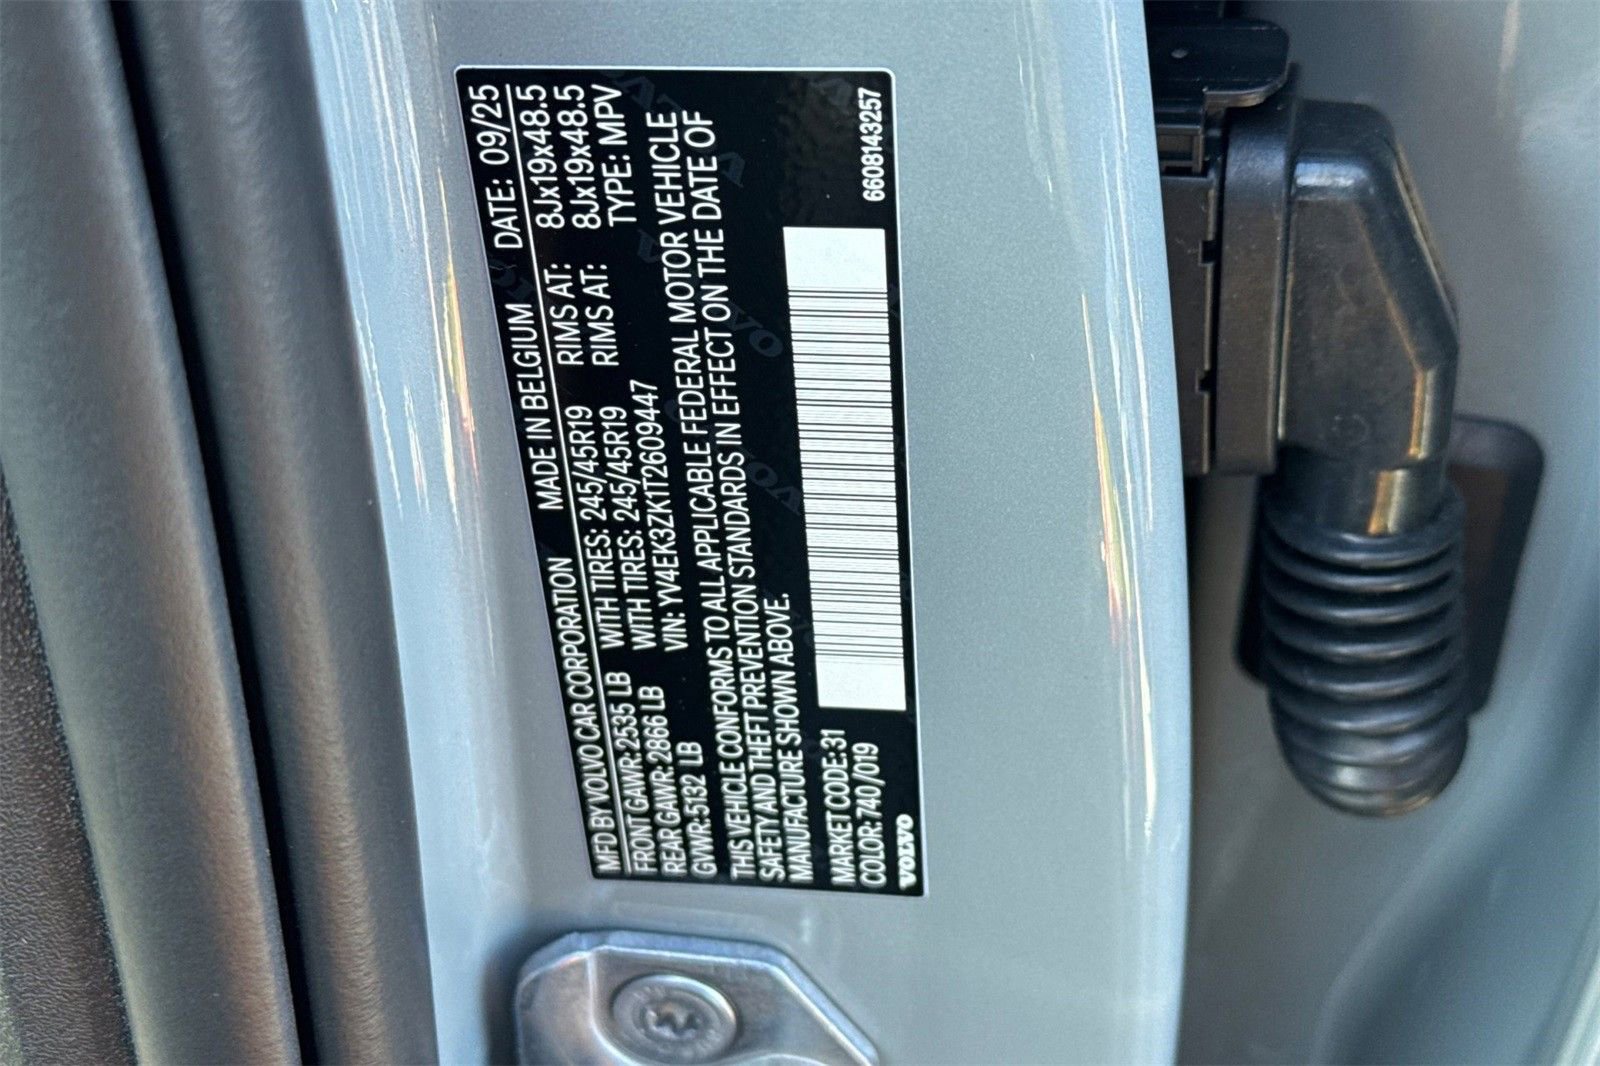 MFD BY VOLVO CAR CORPORATION MADE IN BELGIUM DATE: 09/25
FRONT GAWR: 2535 LB WITH TIRES: 245/45R19 RIMS AT: 8Jx19x48.5
REAR GAWR: 2866 LB WITH TIRES: 245/45R19 RIMS AT: 8Jx19x48.5
GVWR: 5132 LB VIN: YV4EK3ZK1T2609447 TYPE: MPV
THIS VEHICLE CONFORMS TO ALL APPLICABLE FEDERAL MOTOR VEHICLE
SAFETY AND THEFT PREVENTION STANDARDS IN EFFECT ON THE DATE OF
MANUFACTURE SHOWN ABOVE.
MARKET CODE: 31
COLOR: 740/019
VOLVO
6608143257